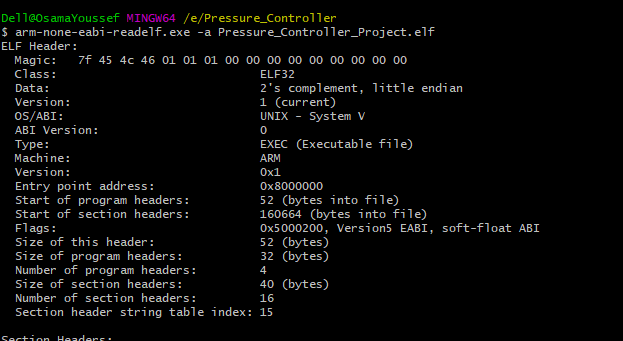 Dell@OsamaYoussef MINGW64 /e/Pressure_Controller
$ arm-none-eabi-readelf.exe -a Pressure_Controller_Project.elf
ELF Header:
  Magic:   7f 45 4c 46 01 01 01 00 00 00 00 00 00 00 00 00
  Class:                             ELF32
  Data:                              2's complement, little endian
  Version:                           1 (current)
  OS/ABI:                            UNIX - System V
  ABI Version:                       0
  Type:                              EXEC (Executable file)
  Machine:                           ARM
  Version:                           0x1
  Entry point address:               0x8000000
  Start of program headers:          52 (bytes into file)
  Start of section headers:          160664 (bytes into file)
  Flags:                             0x5000200, Version5 EABI, soft-float ABI
  Size of this header:               52 (bytes)
  Size of program headers:           32 (bytes)
  Number of program headers:         4
  Size of section headers:           40 (bytes)
  Number of section headers:         16
  Section header string table index: 15
Section Headers: